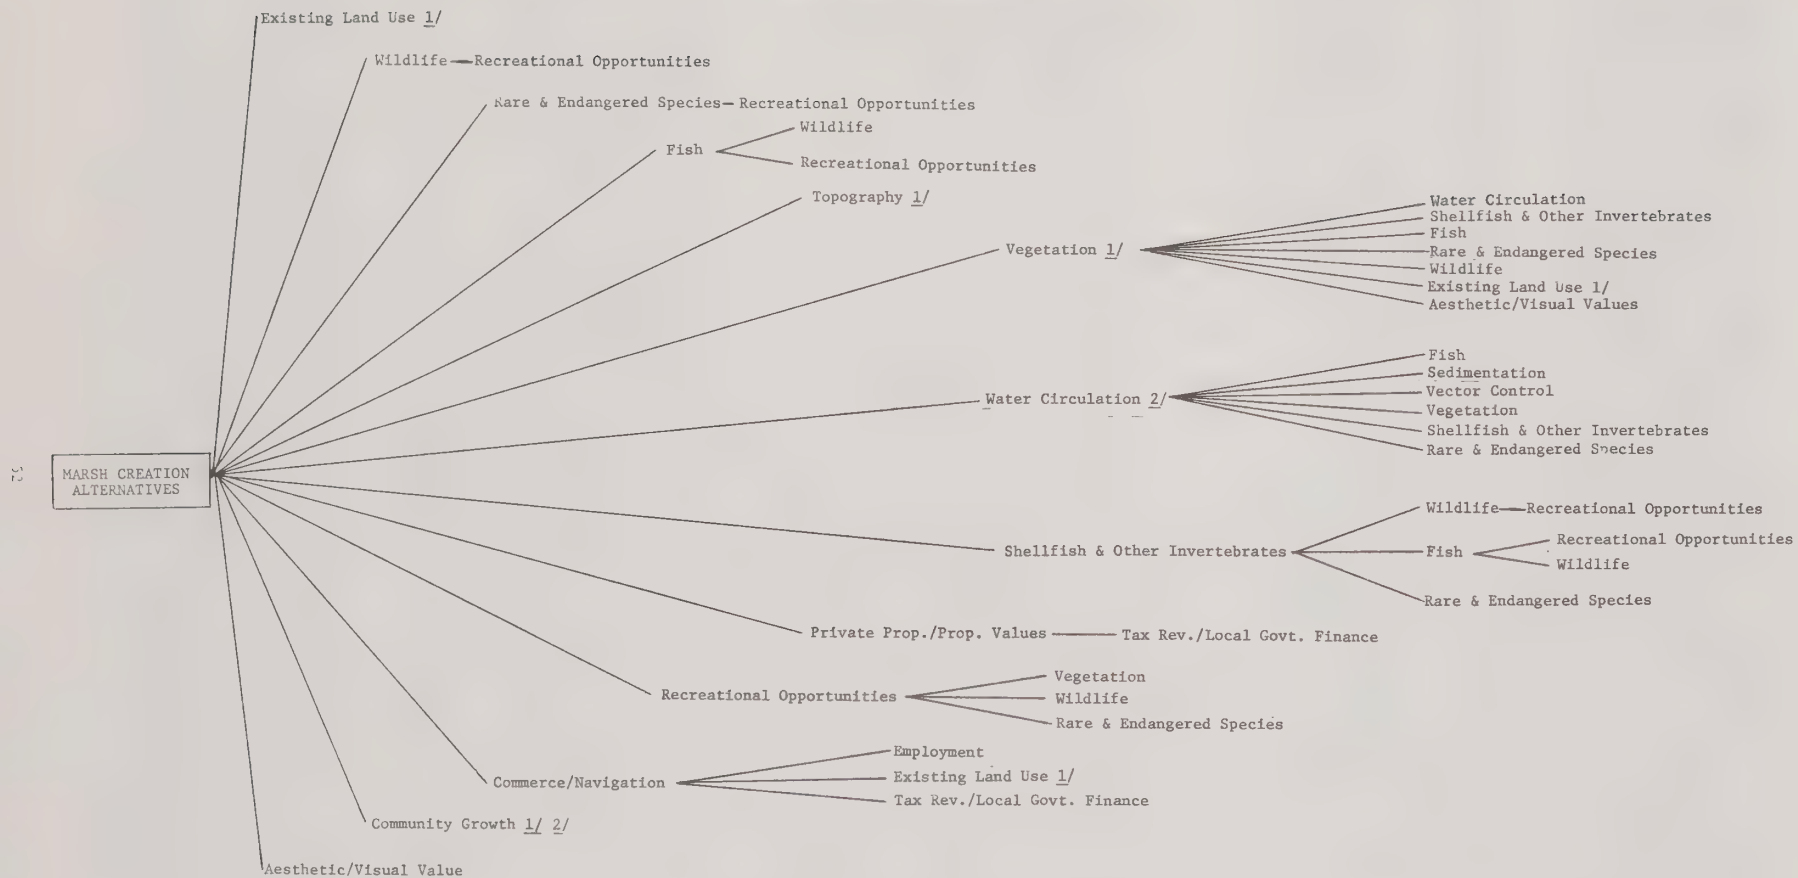 Existing Land Use 1/
Wildlife—Recreational Opportunities
Rare & Endangered Species—Recreational Opportunities
Wildlife
Fish
Recreational Opportunities
Topography 1/
Water Circulation
Shellfish & Other Invertebrates
Fish
Vegetation 1/
Rare & Endangered Species
Wildlife
Existing Land Use 1/
Aesthetic/Visual Values
Fish
Sedimentation
Vector Control
Water Circulation 2/
Vegetation
Shellfish & Other Invertebrates
Rare & Endangered Species
MARSH CREATION
ALTERNATIVES
Wildlife—Recreational Opportunities
Recreational Opportunities
Shellfish & Other Invertebrates
Fish
Wildlife
Rare & Endangered Species
Private Prop./Prop. Values — Tax Rev./Local Govt. Finance
Vegetation
Recreational Opportunities
Wildlife
Rare & Endangered Species
Employment
Commerce/Navigation
Existing Land Use 1/
Tax Rev./Local Govt. Finance
Community Growth 1/ 2/
Aesthetic/Visual Value